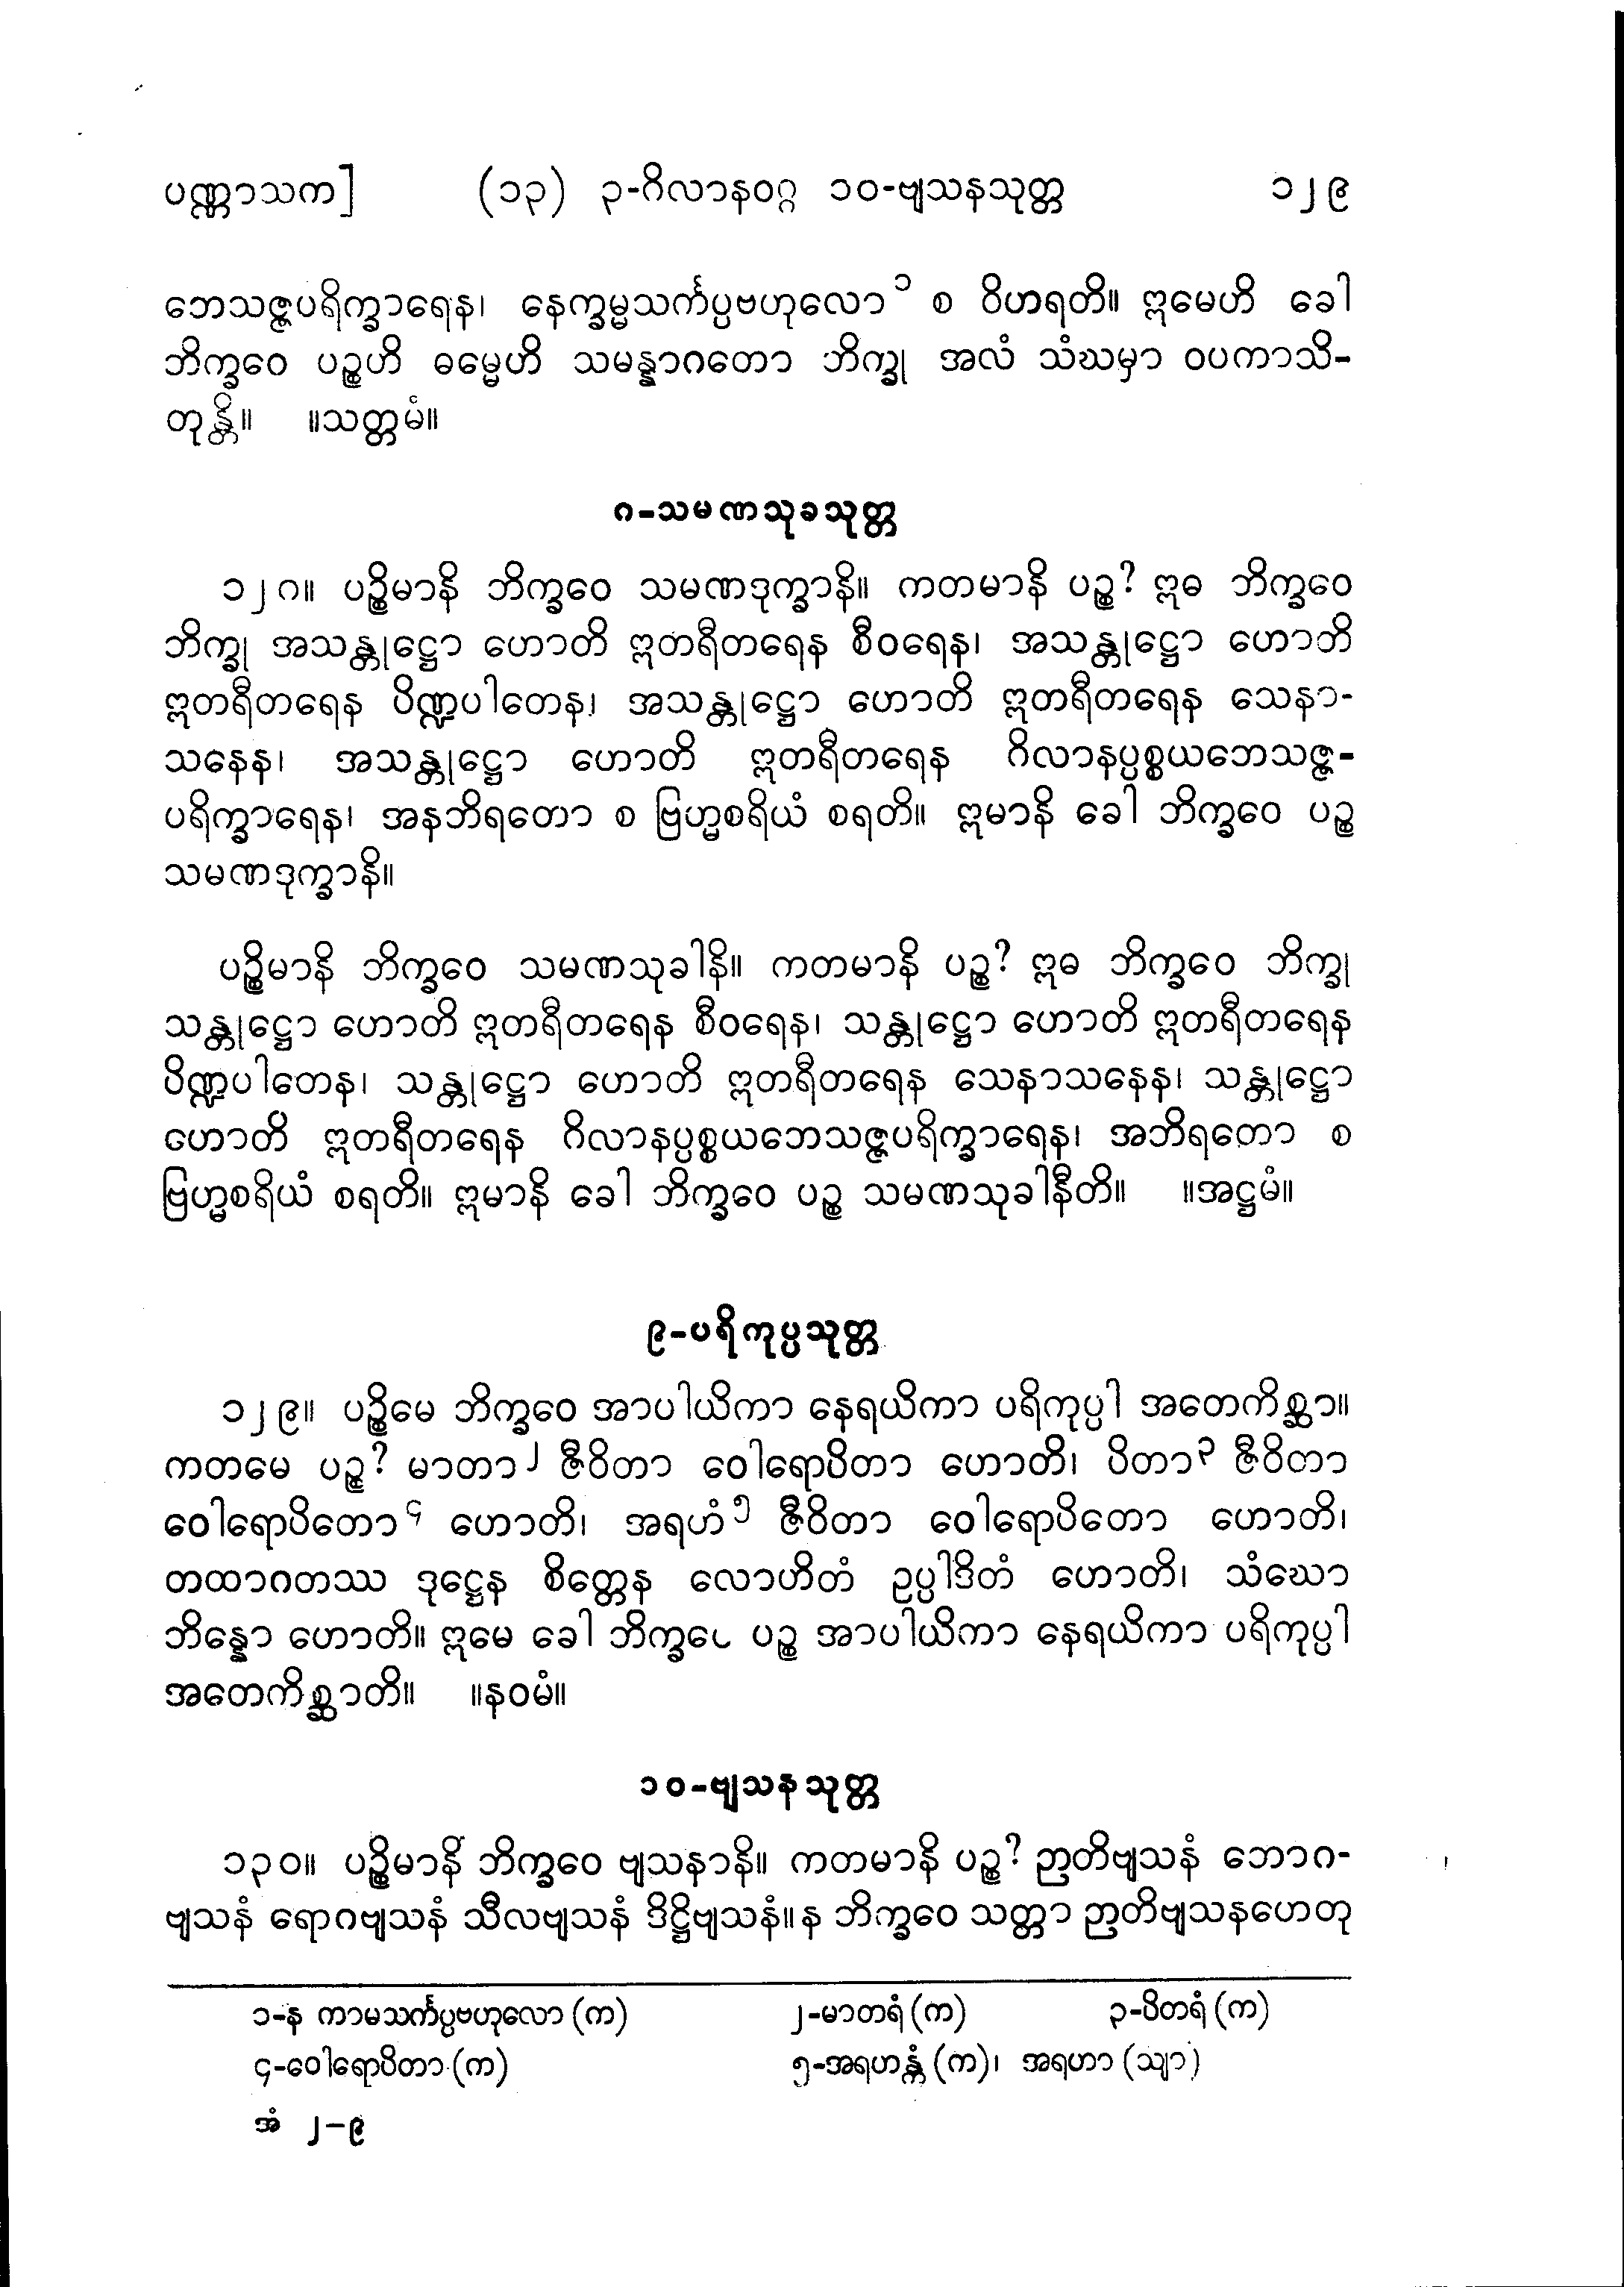 ပဏ္ဏာသက] (၁၃) ၃-ဂိလာနဝဂ္ဂ ၁၀-ဗျသနသုတ္တ ၁၂၉
ဘေသဇ္ဇပရိက္ခာရေန၊ နေက္ခမ္မသင်္ကပ္ပဗဟုလော၁ စ ဝိဟရတိ။ ဣမေဟိ ခေါ
ဘိက္ခဝေ ပဉ္စဟိ ဓမ္မေဟိ သမန္နာဂတော ဘိက္ခု အလံ သံဃမှာ ဝပကာသိ-
တုန္တိ။ ။သတ္တမံ။
၈-သမဏသုခသုတ္တ
၁၂၈။ ပဉ္စိမာနိ ဘိက္ခဝေ သမဏဒုက္ခာနိ။ ကတမာနိ ပဉ္စ? ဣဓ ဘိက္ခဝေ
ဘိက္ခု အသန္တုဋ္ဌော ဟောတိ ဣတရီတရေန စီဝရေန၊ အသန္တုဋ္ဌော ဟောတိ
ဣတရီတရေန ပိဏ္ဍပါတေန၊ အသန္တုဋ္ဌော ဟောတိ ဣတရီတရေန သေနာ-
သနေန၊ အသန္တုဋ္ဌော ဟောတိ ဣတရီတရေန ဂိလာနပ္ပစ္စယဘေသဇ္ဇ-
ပရိက္ခာရေန၊ အနဘိရတော စ ဗြဟ္မစရိယံ စရတိ။ ဣမာနိ ခေါ ဘိက္ခဝေ ပဉ္စ
သမဏဒုက္ခာနိ။
ပဉ္စိမာနိ ဘိက္ခဝေ သမဏသုခါနိ။ ကတမာနိ ပဉ္စ? ဣဓ ဘိက္ခဝေ ဘိက္ခု
သန္တုဋ္ဌော ဟောတိ ဣတရီတရေန စီဝရေန၊ သန္တုဋ္ဌော ဟောတိ ဣတရီတရေန
ပိဏ္ဍပါတေန၊ သန္တုဋ္ဌော ဟောတိ ဣတရီတရေန သေနာသနေန၊ သန္တုဋ္ဌော
ဟောတိ ဣတရီတရေန ဂိလာနပ္ပစ္စယဘေသဇ္ဇပရိက္ခာရေန၊ အဘိရတော စ
ဗြဟ္မစရိယံ စရတိ။ ဣမာနိ ခေါ ဘိက္ခဝေ ပဉ္စ သမဏသုခါနီတိ။ ။အဋ္ဌမံ။
၉-ပရိကုပ္ပသုတ္တ
၁၂၉။ ပဉ္စိမေ ဘိက္ခဝေ အာပါယိကာ နေရယိကာ ပရိကုပ္ပါ အတေကိစ္ဆာ။
ကတမေ ပဉ္စ? မာတာ၂ ဇီဝိတာ ဝေါရောပိတာ ဟောတိ၊ ပိတာ၃ ဇီဝိတာ
ဝေါရောပိတော၄ ဟောတိ၊ အရဟံ၅ ဇီဝိတာ ဝေါရောပိတော ဟောတိ၊
တထာဂတဿ ဒုဋ္ဌေန စိတ္တေန လောဟိတံ ဥပ္ပါဒိတံ ဟောတိ၊ သံဃော
ဘိန္နော ဟောတိ။ ဣမေ ခေါ ဘိက္ခဝေ ပဉ္စ အာပါယိကာ နေရယိကာ ပရိကုပ္ပါ
အတေကိစ္ဆာတိ။ ။နဝမံ။
၁၀-ဗျသနသုတ္တ
၁၃၀။ ပဉ္စိမာနိ ဘိက္ခဝေ ဗျသနာနိ။ ကတမာနိ ပဉ္စ? ဉာတိဗျသနံ ဘောဂ-
ဗျသနံ ရောဂဗျသနံ သီလဗျသနံ ဒိဋ္ဌိဗျသနံ။ န ဘိက္ခဝေ သတ္တာ ဉာတိဗျသနဟေတု
၁-န ကာမသင်္ကပ္ပဗဟုလော (က) ၂-မာတရံ (က) ၃-ပိတရံ (က)
၄-ဝေါရောပိတာ (က) ၅-အရဟန္တံ (က)၊ အရဟာ (သျာ)
အံ ၂–၉